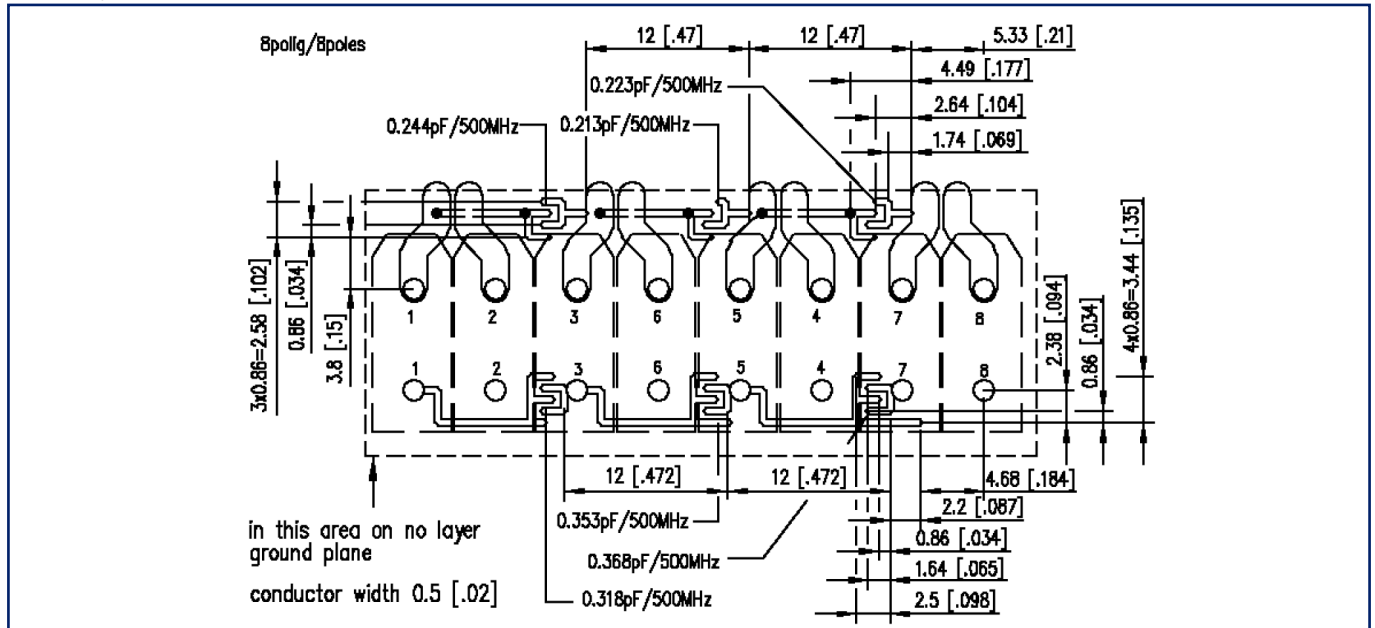 8polig/8poles
12 [.47]
12 [.47]
5.33 [.21]
4.49 [.177]
0.223pF/500MHz
2.64 [.104]
0.244pF/500MHz
0.213pF/500MHz
1.74 [.069]
3x0.86=2.58 [.102]
0.86 [.034]
3.8 [.15]
1
2
3
6
5
4
7
8
1
2
3
6
5
4
7
8
2.38 [.094]
0.86 [.034]
4x0.86=3.44 [.135]
12 [.472]
12 [.472]
4.68 [.184]
0.353pF/500MHz
2.2 [.087]
in this area on no layer
ground plane
0.368pF/500MHz
0.86 [.034]
1.64 [.065]
conductor width 0.5 [.02]
0.318pF/500MHz
2.5 [.098]